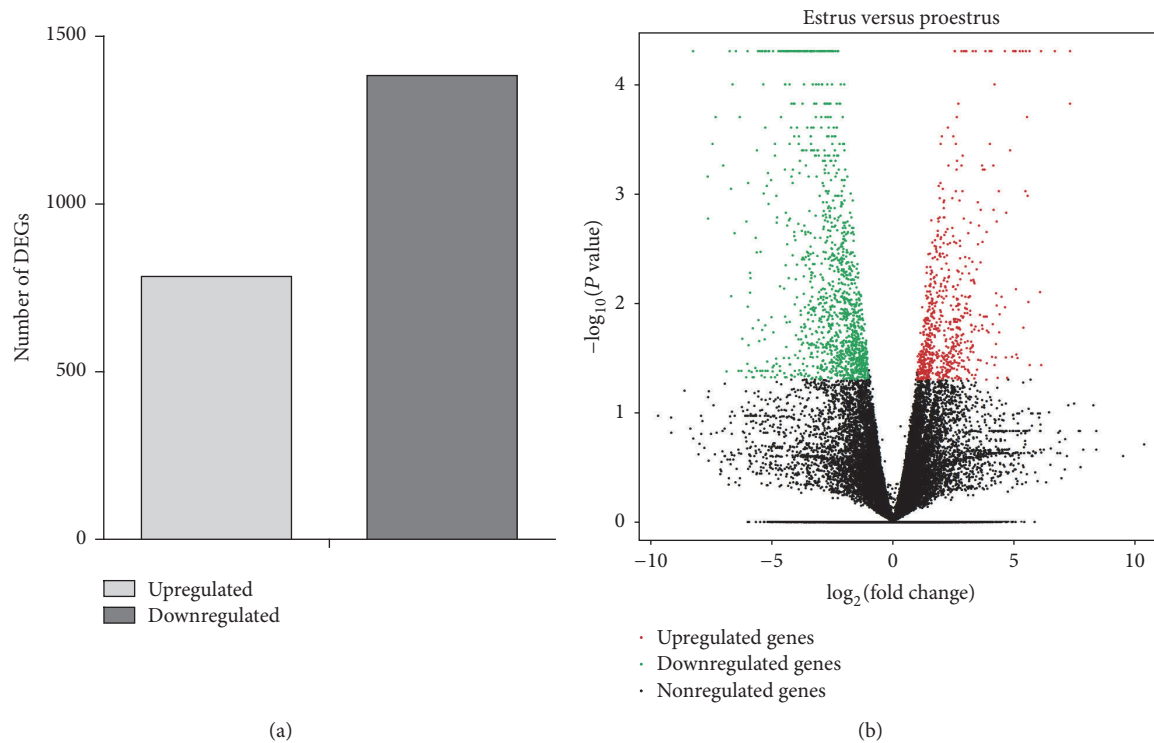 1500
1000
500
0
Number of DEGs
Upregulated
Downregulated
(a)
Estrus versus proestrus
4
3
2
1
0
−log₁₀(P value)
−10 −5 0 5 10
log₂(fold change)
Upregulated genes
Downregulated genes
Nonregulated genes
(b)